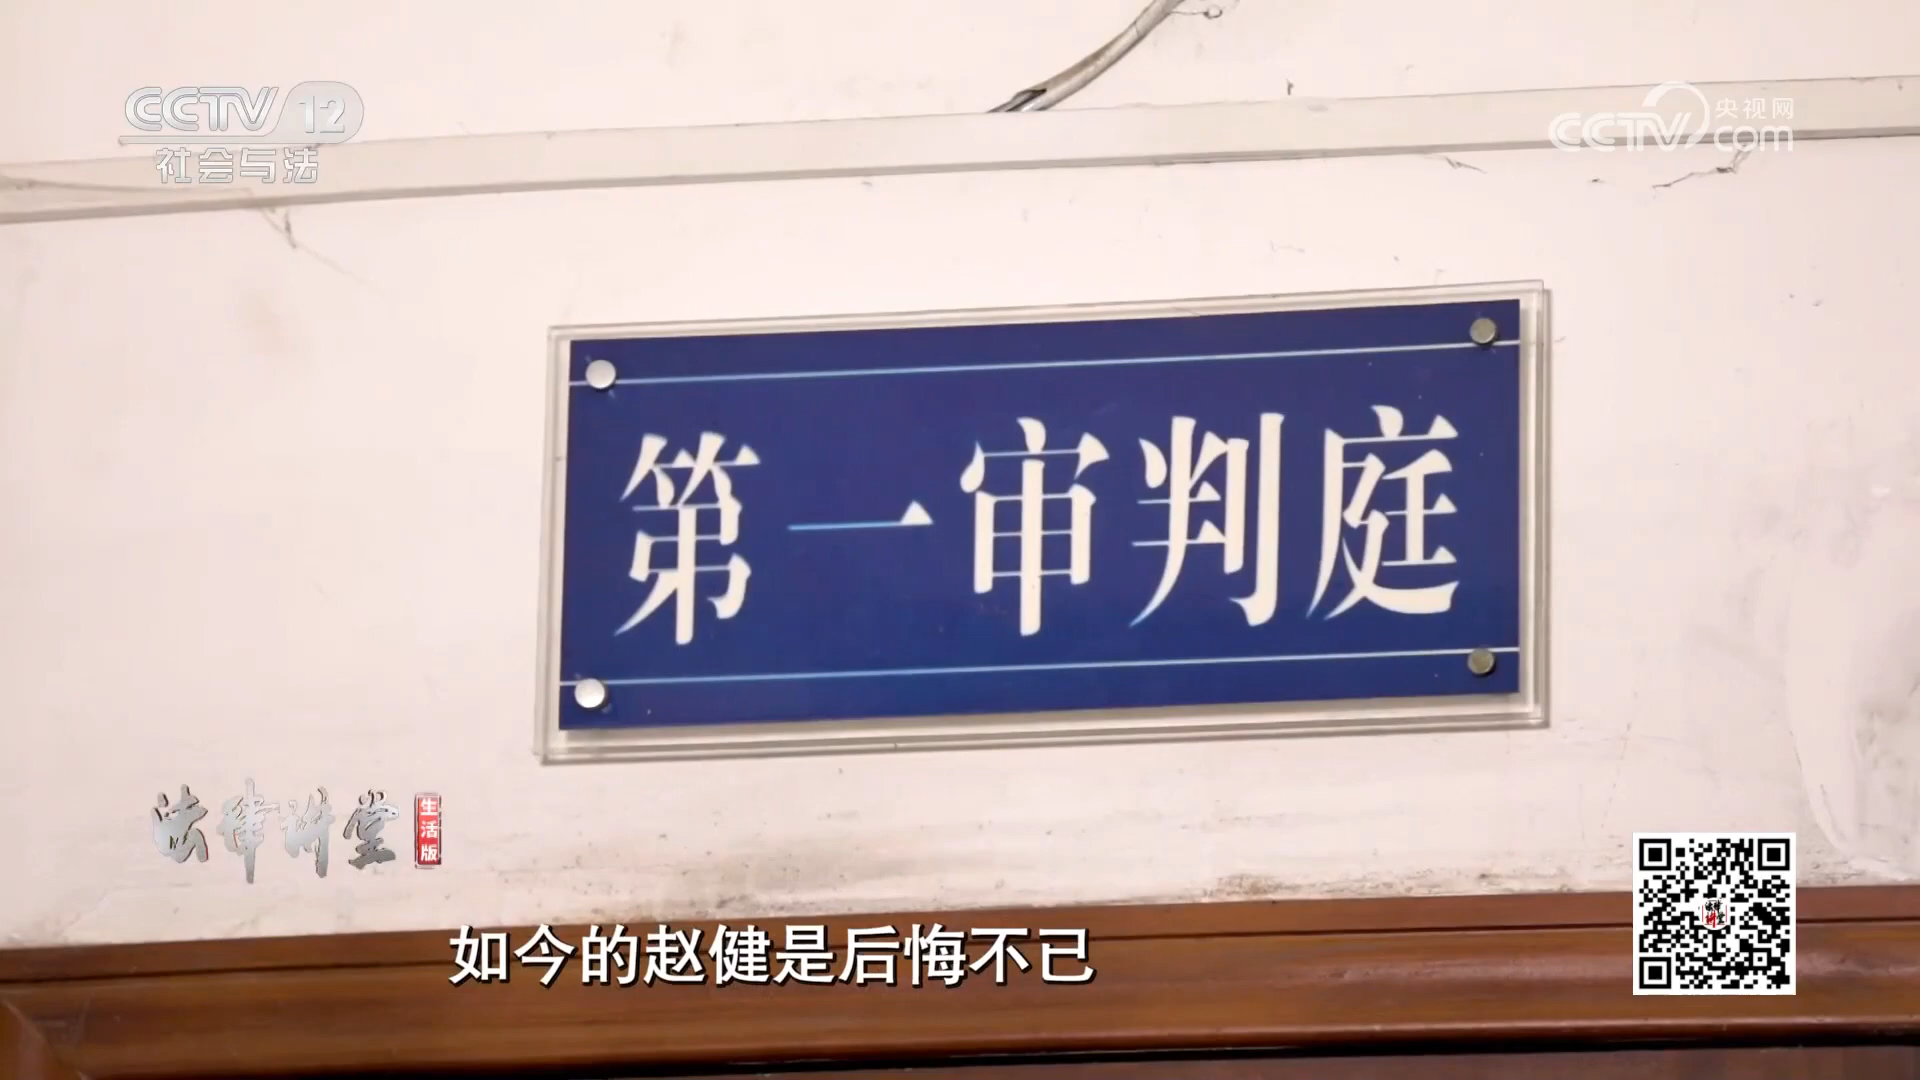 CCTV 12
社会与法
央视网
CCTV.com
第一审判庭
法律讲堂
生活版
如今的赵健是后悔不已